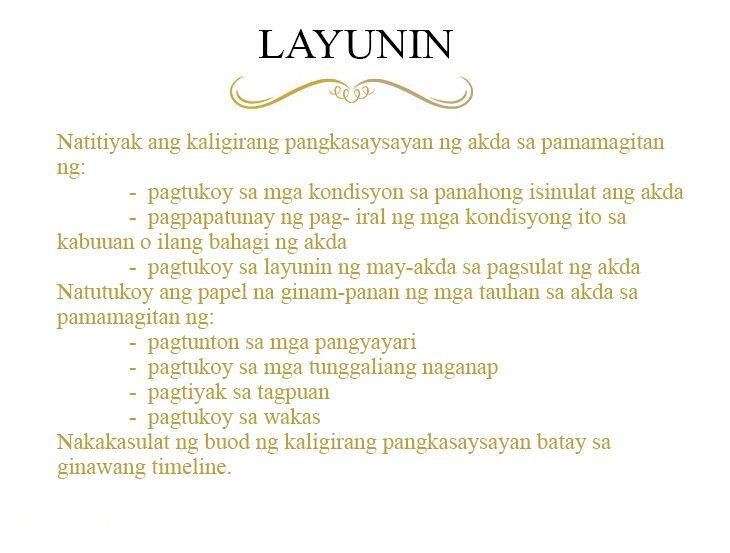 LAYUNIN
Natitiyak ang kaligirang pangkasaysayan ng akda sa pamamagitan
ng:
- pagtukoy sa mga kondisyon sa panahong isinulat ang akda
- pagpapatunay ng pag- iral ng mga kondisyong ito sa
kabuuan o ilang bahagi ng akda
- pagtukoy sa layunin ng may-akda sa pagsulat ng akda
Natutukoy ang papel na ginam-panan ng mga tauhan sa akda sa
pamamagitan ng:
- pagtunton sa mga pangyayari
- pagtukoy sa mga tunggaliang naganap
- pagtiyak sa tagpuan
- pagtukoy sa wakas
Nakakasulat ng buod ng kaligirang pangkasaysayan batay sa
ginawang timeline.